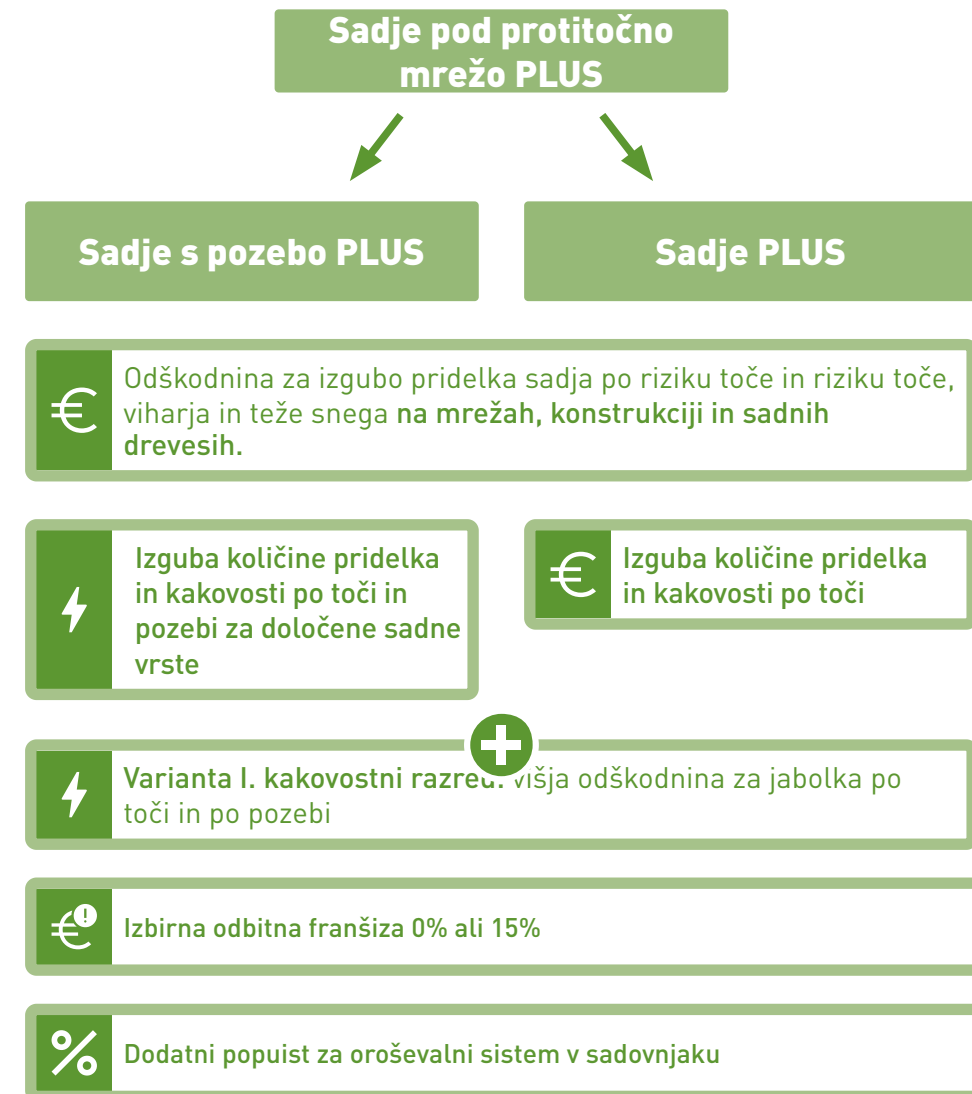 Sadje pod protitočno
mrežo PLUS
Sadje s pozebo PLUS
Sadje PLUS
Odškodnina za izgubo pridelka sadja po riziku toče in riziku toče,
viharja in teže snega na mrežah, konstrukciji in sadnih
drevesih.
Izguba količine pridelka
in kakovosti po toči in
pozebi za določene sadne
vrste
Izguba količine pridelka
in kakovosti po toči
Varianta I. kakovostni razred: višja odškodnina za jabolka po
toči in po pozebi
Izbirna odbitna franšiza 0% ali 15%
Dodatni popuist za oroševalni sistem v sadovnjaku